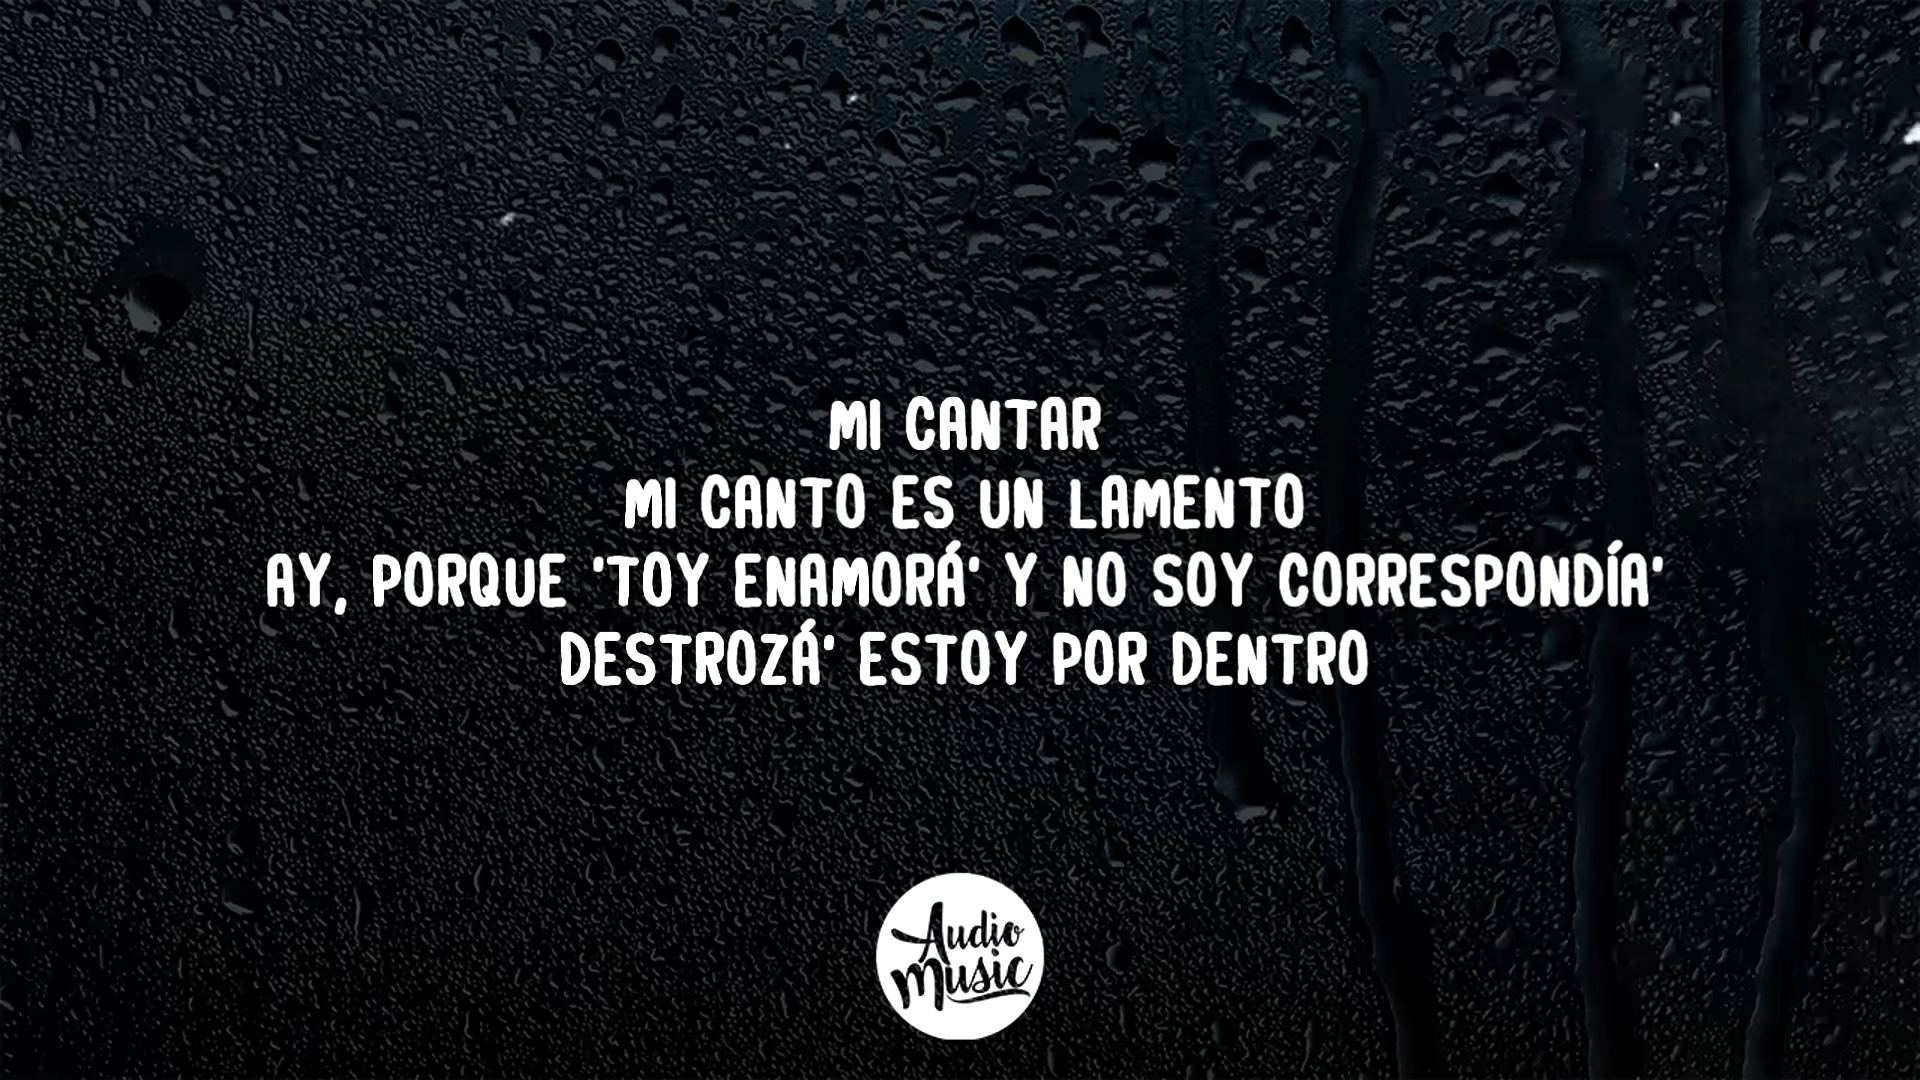 MI CANTAR
MI CANTO ES UN LAMENTO
AY, PORQUE 'TOY ENAMORÁ' Y NO SOY CORRESPONDÍA'
DESTROZÁ' ESTOY POR DENTRO
Audio
Music